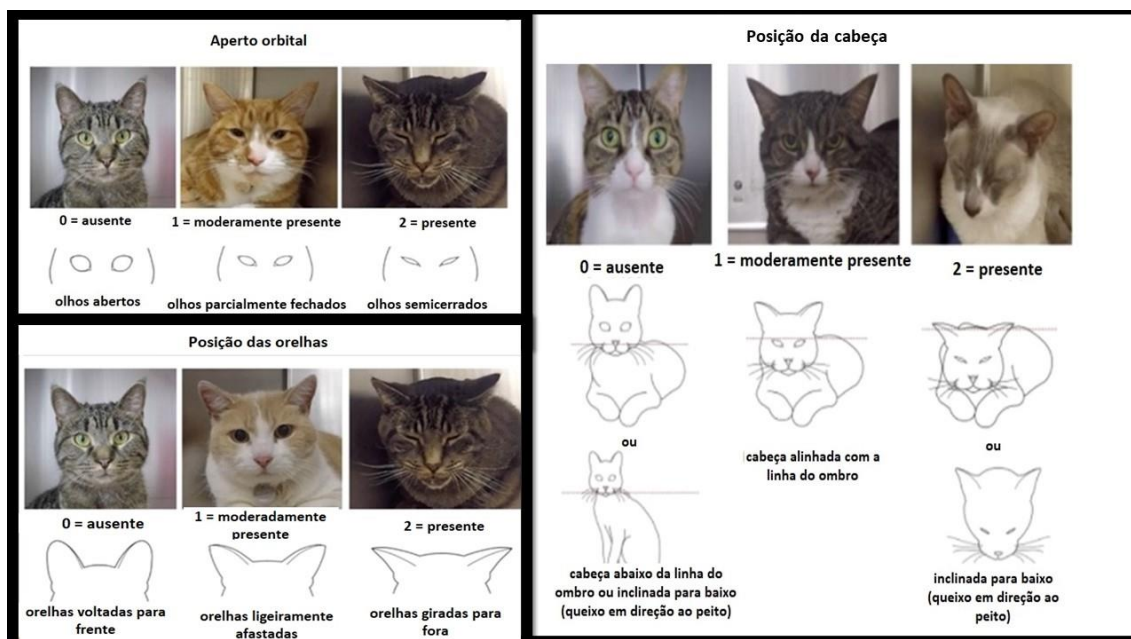 Aperto orbital
0 = ausente
1 = moderamente presente
2 = presente
olhos abertos
olhos parcialmente fechados
olhos semicerrados
Posição das orelhas
0 = ausente
1 = moderadamente
presente
2 = presente
orelhas voltadas para
frente
orelhas ligeiramente
afastadas
orelhas giradas para
fora
Posição da cabeça
0 = ausente
1 = moderamente presente
2 = presente
ou
cabeça abaixo da linha do
ombro ou inclinada para baixo
(queixo em direção ao peito)
cabeça alinhada com a
linha do ombro
ou
inclinada para baixo
(queixo em direção ao
peito)